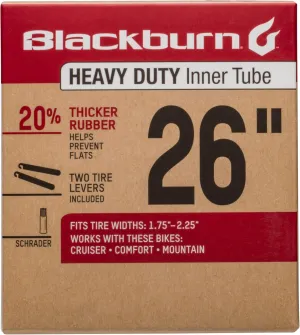 Blackburn
HEAVY DUTY Inner Tube
20% THICKER
RUBBER
HELPS
PREVENT
FLATS
26"
TWO TIRE
LEVERS
INCLUDED
SCHRADER
FITS TIRE WIDTHS: 1.75"–2.25"
WORKS WITH THESE BIKES:
CRUISER • COMFORT • MOUNTAIN